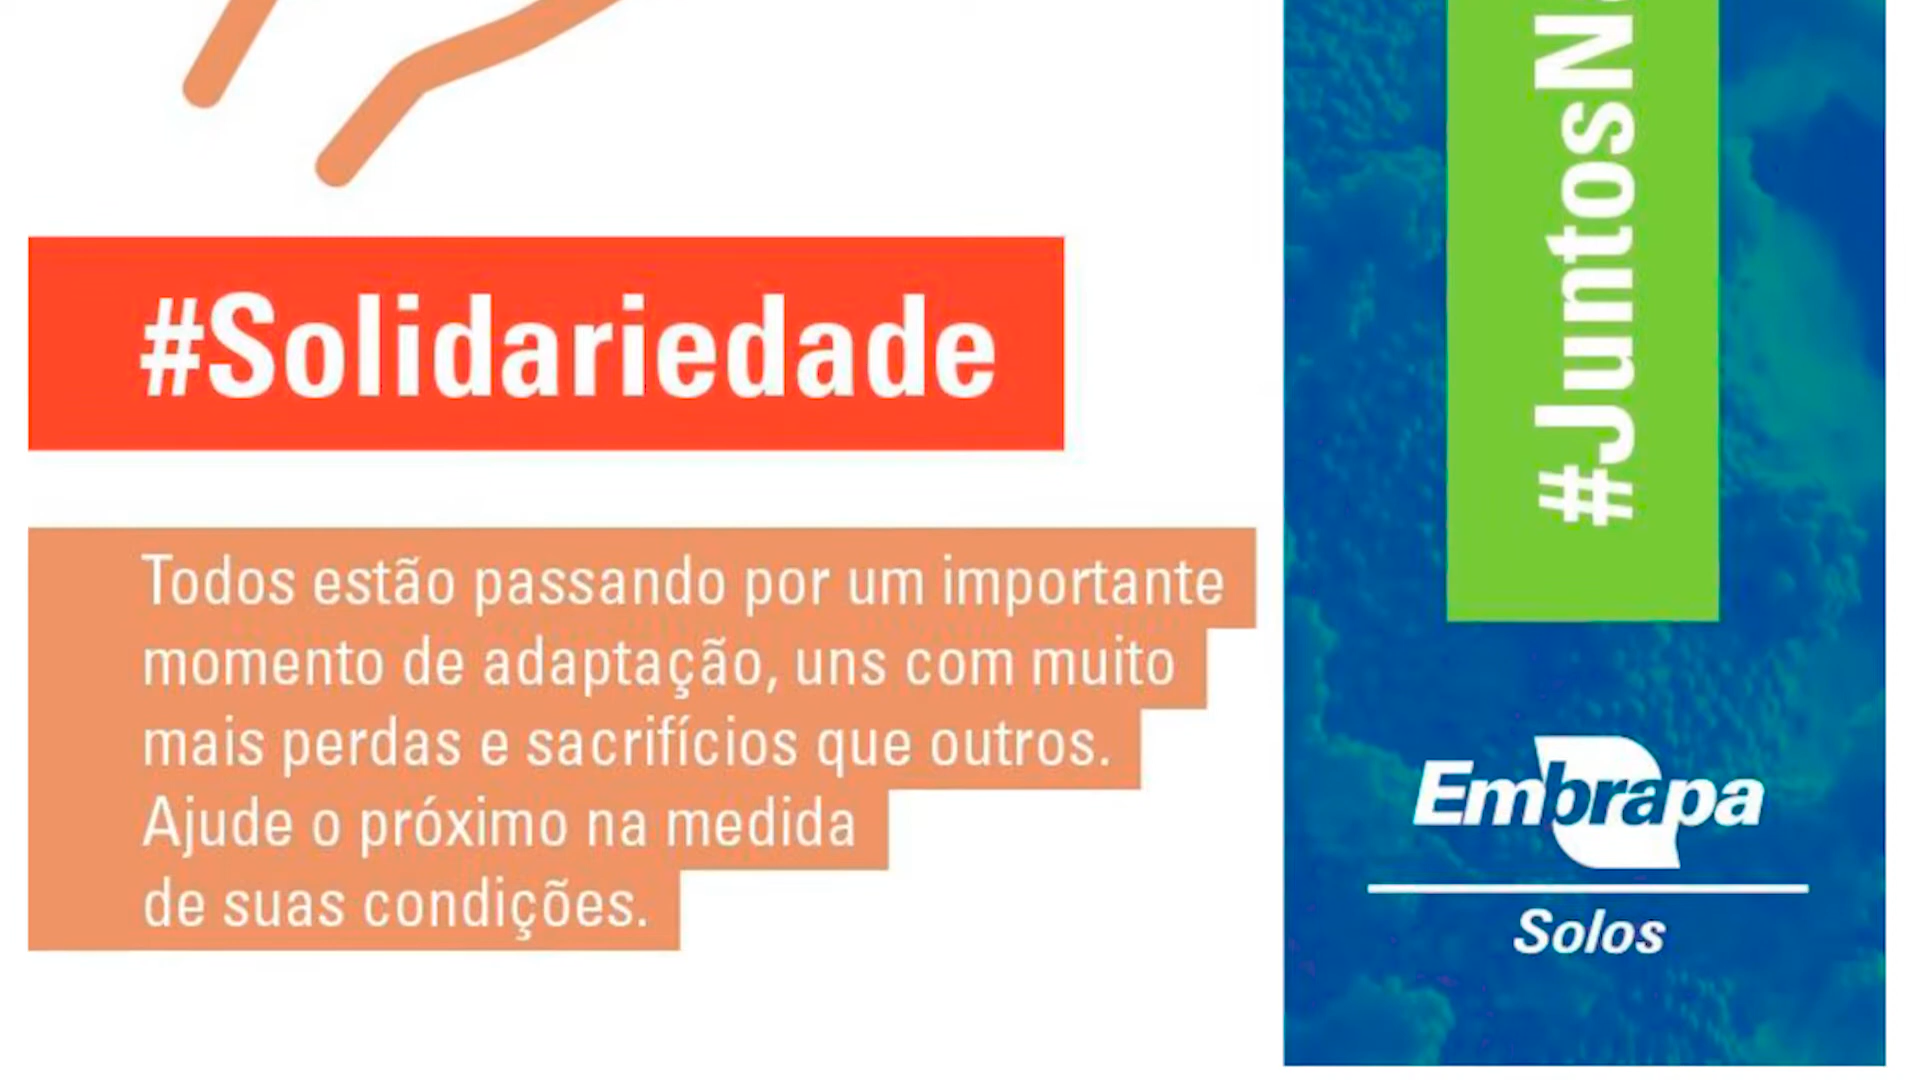 #Solidariedade
Todos estão passando por um importante
momento de adaptação, uns com muito
mais perdas e sacrifícios que outros.
Ajude o próximo na medida
de suas condições.
#JuntosN
Embrapa
Solos